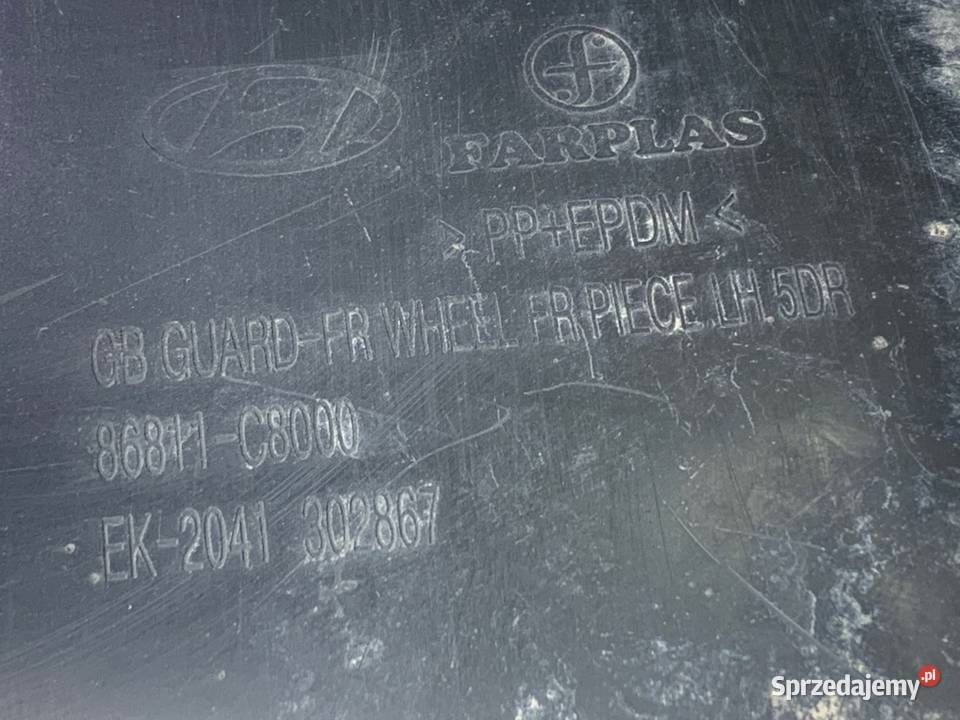 FARPLAS
> PP+EPDM <
GB GUARD-FR WHEEL FR PIECE LH 5DR
86811-C8000
EK-2041 302867
Sprzedajemy.pl